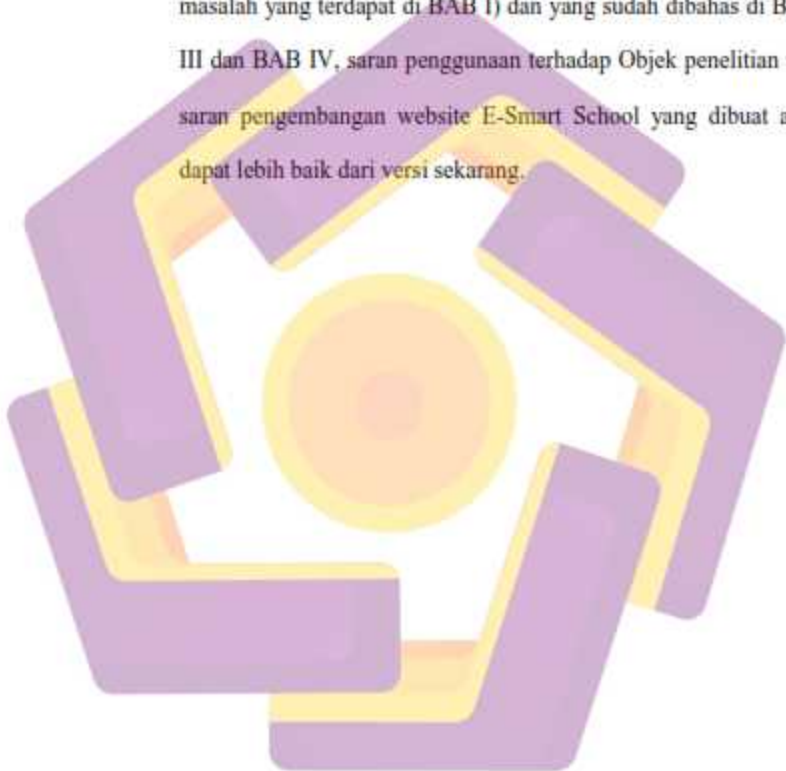 masalah yang terdapat di BAB I) dan yang sudah dibahas di B
III dan BAB IV, saran penggunaan terhadap Objek penelitian
saran pengembangan website E-Smart School yang dibuat a
dapat lebih baik dari versi sekarang.